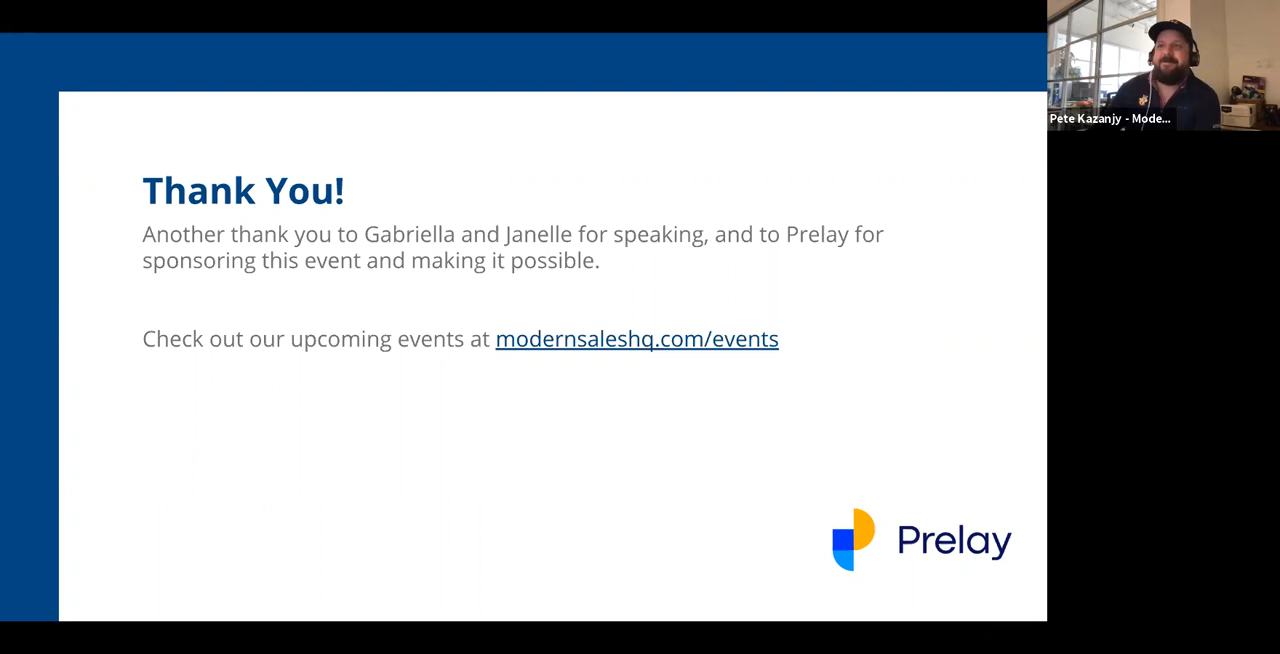 Pete Kazanjy - Mode...
Thank You!
Another thank you to Gabriella and Janelle for speaking, and to Prelay for
sponsoring this event and making it possible.
Check out our upcoming events at modernsaleshq.com/events
Prelay